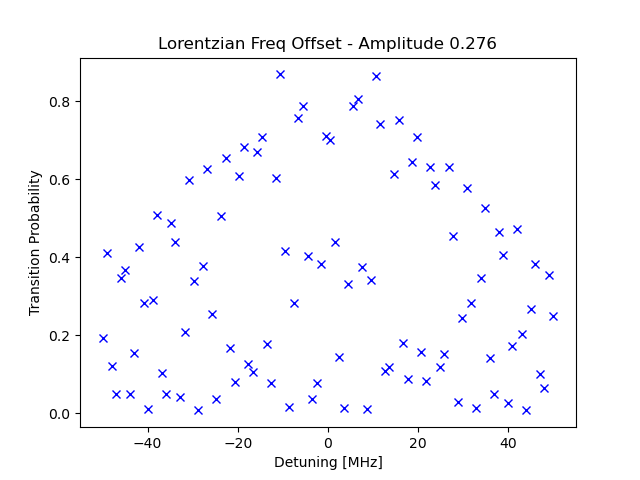 Lorentzian Freq Offset - Amplitude 0.276
0.8
0.6
0.4
0.2
0.0
Transition Probability
−40 −20 0 20 40
Detuning [MHz]